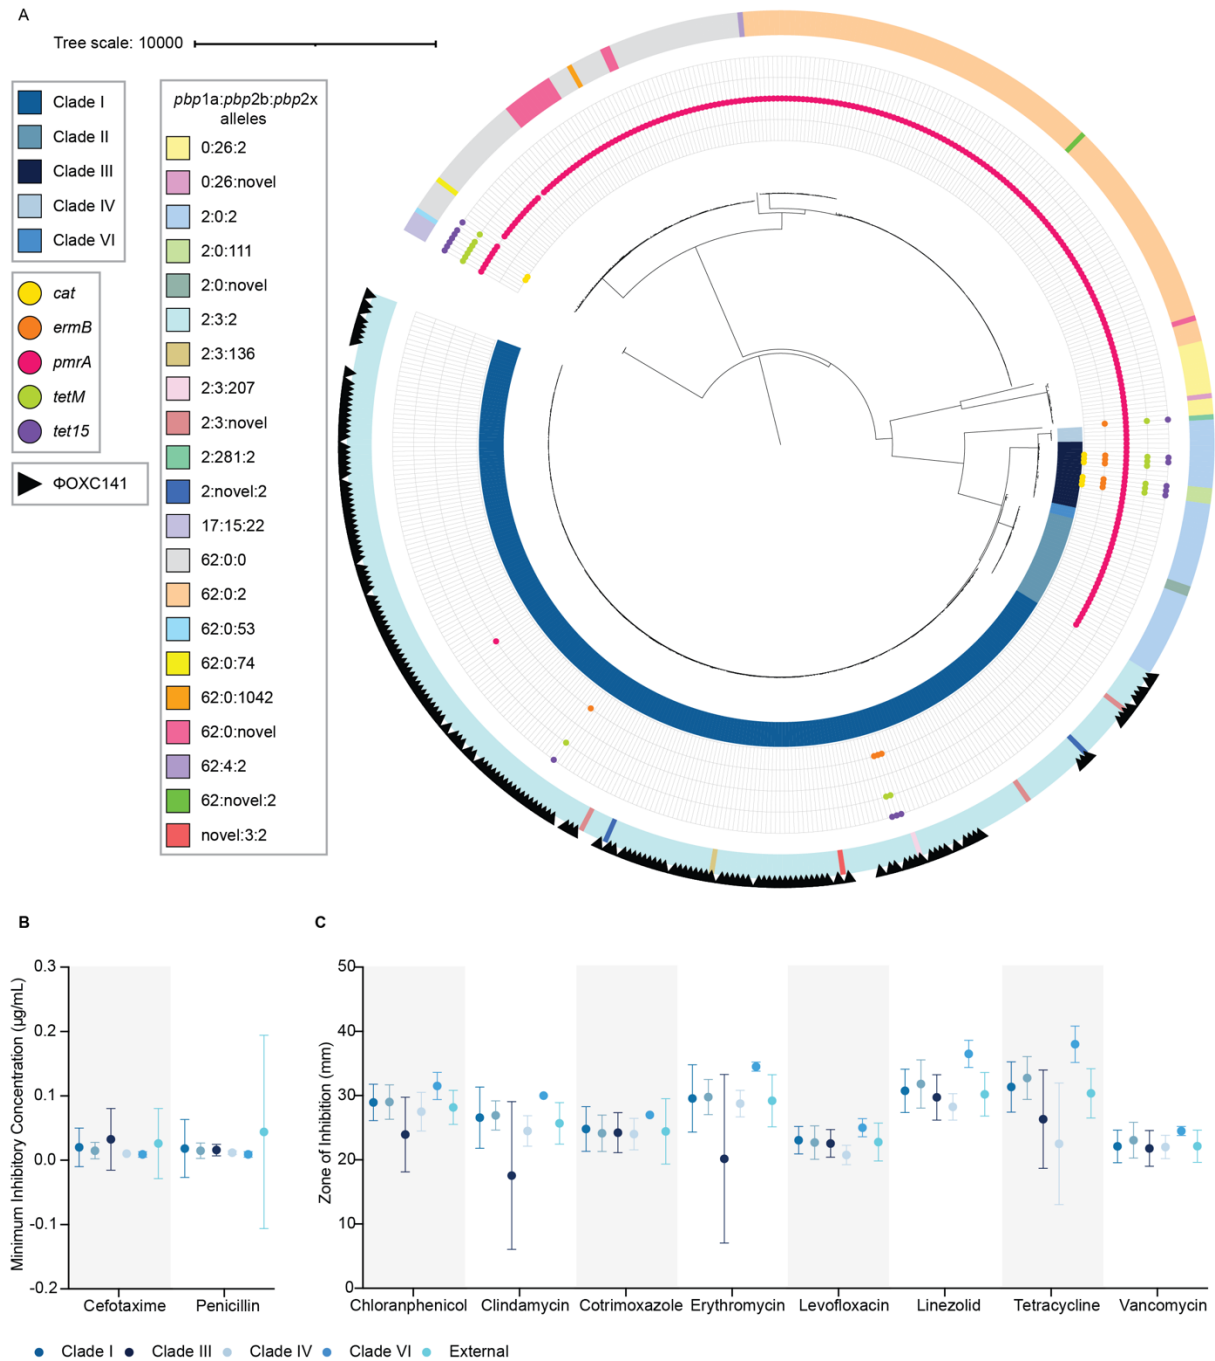 A
Tree scale: 10000
Clade I
Clade II
Clade III
Clade IV
Clade VI
cat
ermB
pmrA
tetM
tet15
ΦOXC141
pbp1a:pbp2b:pbp2x
alleles
0:26:2
0:26:novel
2:0:2
2:0:111
2:0:novel
2:3:2
2:3:136
2:3:207
2:3:novel
2:281:2
2:novel:2
17:15:22
62:0:0
62:0:2
62:0:53
62:0:74
62:0:1042
62:0:novel
62:4:2
62:novel:2
novel:3:2
B
Minimum Inhibitory Concentration (µg/mL)
0.3
0.2
0.1
0.0
-0.1
-0.2
Cefotaxime Penicillin
C
Zone of Inhibition (mm)
50
40
30
20
10
0
Chloranphenicol Clindamycin Cotrimoxazole Erythromycin Levofloxacin Linezolid Tetracycline Vancomycin
Clade I Clade III Clade IV Clade VI External